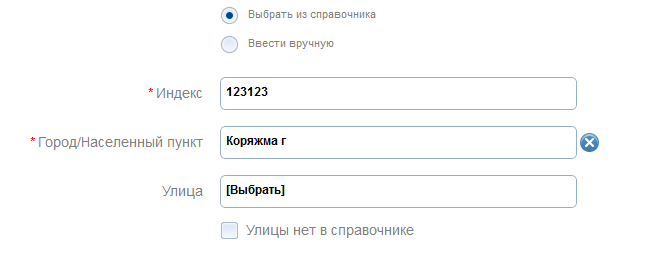 Выбрать из справочника
Ввести вручную
* Индекс 123123
* Город/Населенный пункт Коряжма г
Улица [Выбрать]
Улицы нет в справочнике